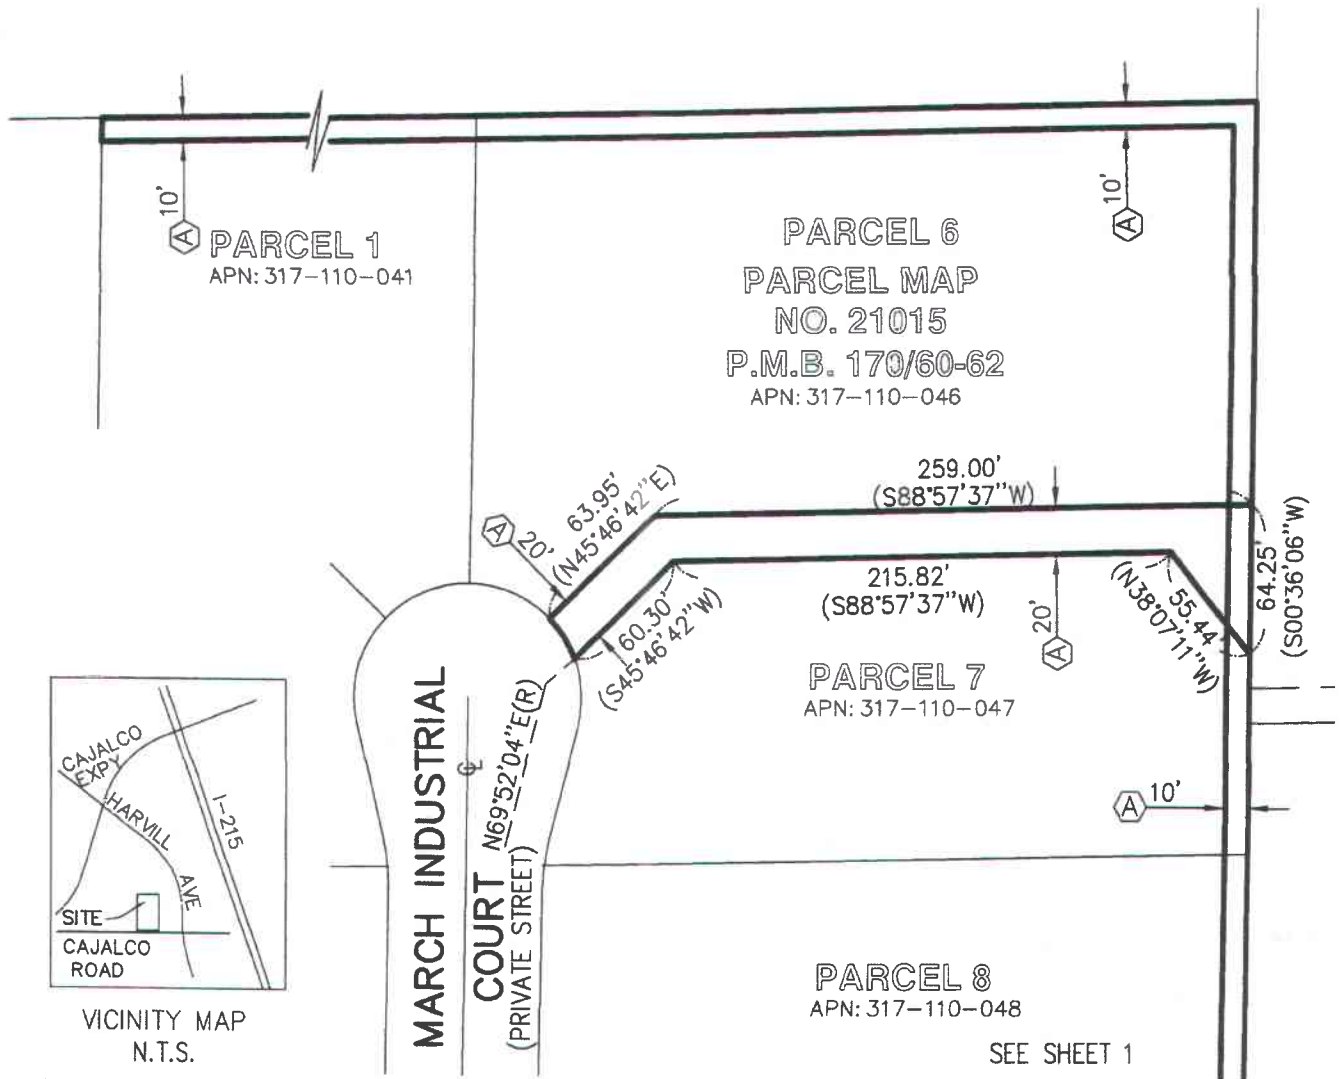 10'
A
PARCEL 1
APN: 317-110-041
10'
A
PARCEL 6
PARCEL MAP
NO. 21015
P.M.B. 170/60-62
APN: 317-110-046
259.00'
(S88°57'37"W)
63.95'
(N45°46'42"E)
A 20'
64.25'
(S00°36'06"W)
215.82'
(S88°57'37"W)
55.44'
(N38°07'11"W)
60.30'
(S45°46'42"W)
20'
A
PARCEL 7
APN: 317-110-047
N69°52'04"E(R)
MARCH INDUSTRIAL
COURT
(PRIVATE STREET)
℄
A 10'
CAJALCO
EXPY
HARVILL
AVE
I-215
SITE
CAJALCO
ROAD
VICINITY MAP
N.T.S.
PARCEL 8
APN: 317-110-048
SEE SHEET 1